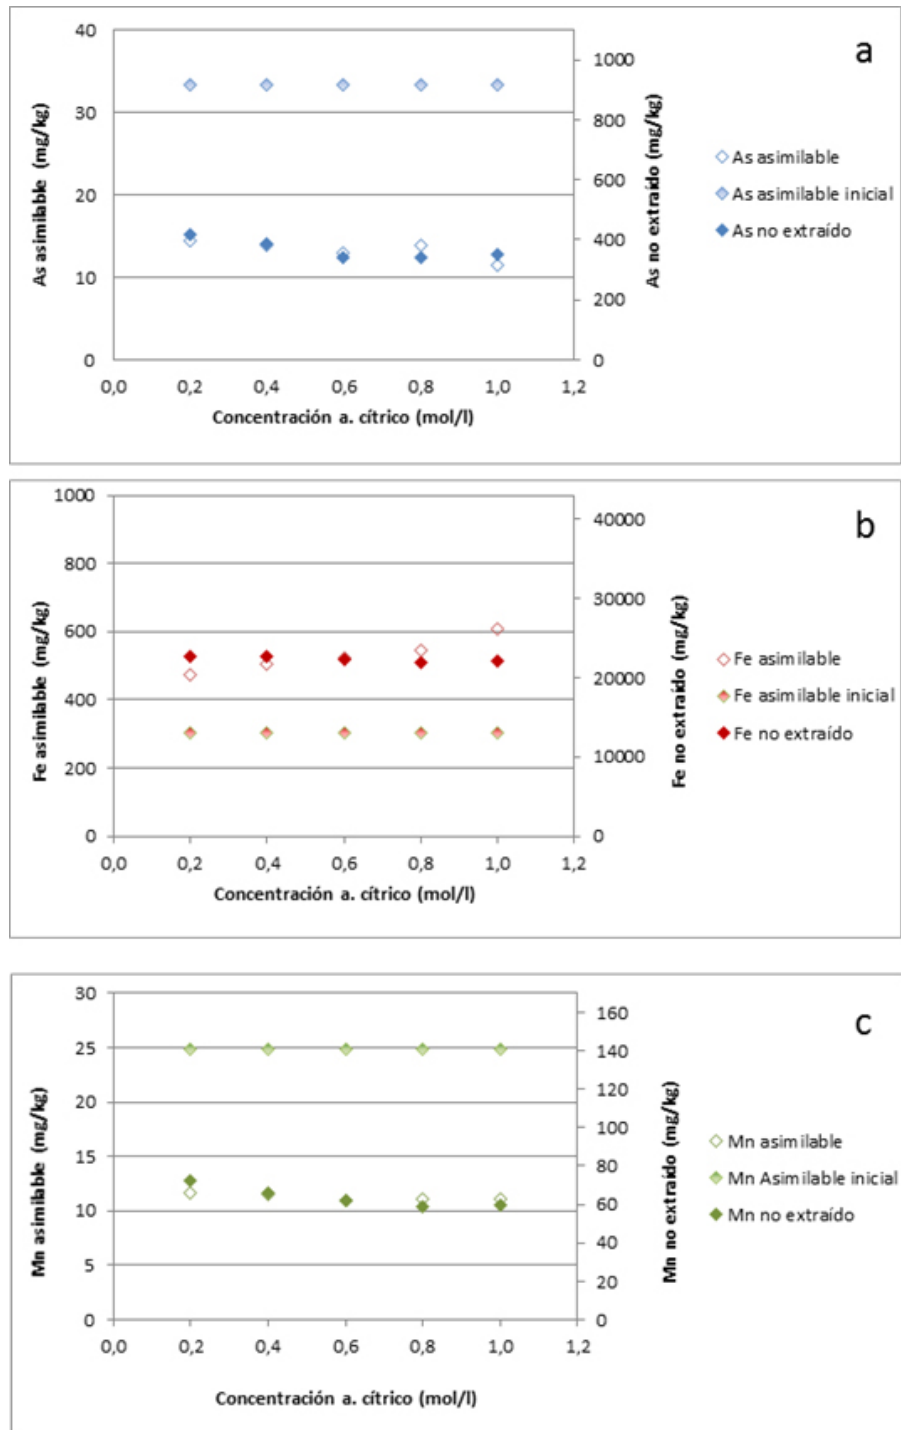 a
40
30
20
10
0
As asimilable (mg/kg)
1000
800
600
400
200
0
As no extraído (mg/kg)
0,0 0,2 0,4 0,6 0,8 1,0 1,2
Concentración a. cítrico (mol/l)
As asimilable
As asimilable inicial
As no extraído
b
1000
800
600
400
200
0
Fe asimilable (mg/kg)
40000
30000
20000
10000
0
Fe no extraído (mg/kg)
0,0 0,2 0,4 0,6 0,8 1,0 1,2
Concentración a. cítrico (mol/l)
Fe asimilable
Fe asimilable inicial
Fe no extraído
c
30
25
20
15
10
5
0
Mn asimilable (mg/kg)
160
140
120
100
80
60
40
20
0
Mn no extraído (mg/kg)
0,0 0,2 0,4 0,6 0,8 1,0 1,2
Concentración a. cítrico (mol/l)
Mn asimilable
Mn Asimilable inicial
Mn no extraído